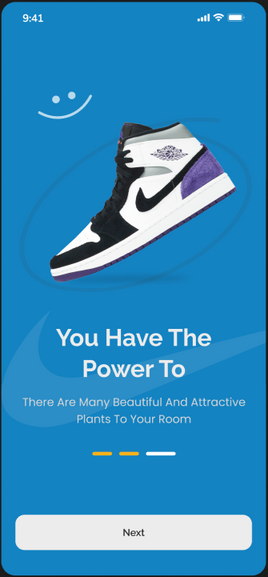 9:41
You Have The
Power To
There Are Many Beautiful And Attractive
Plants To Your Room
Next